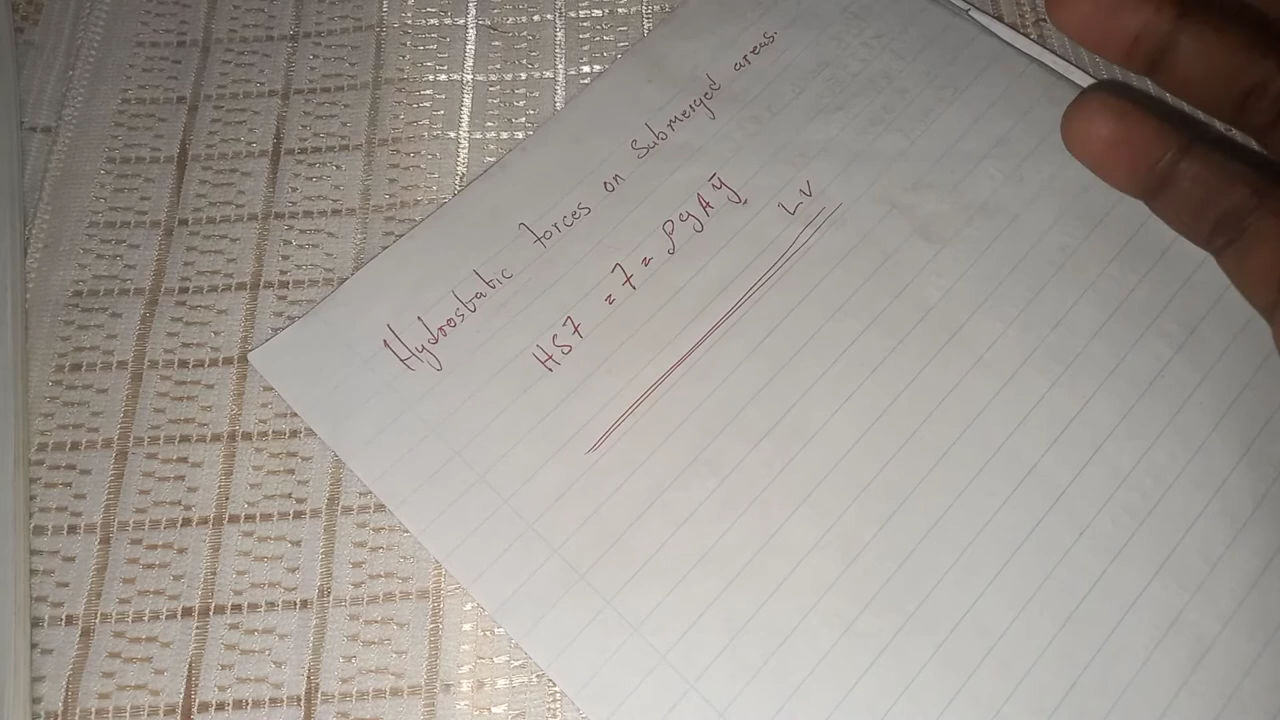 Hydrostatic forces on Submerged areas.
HSF = F = ρgAȳ
LV